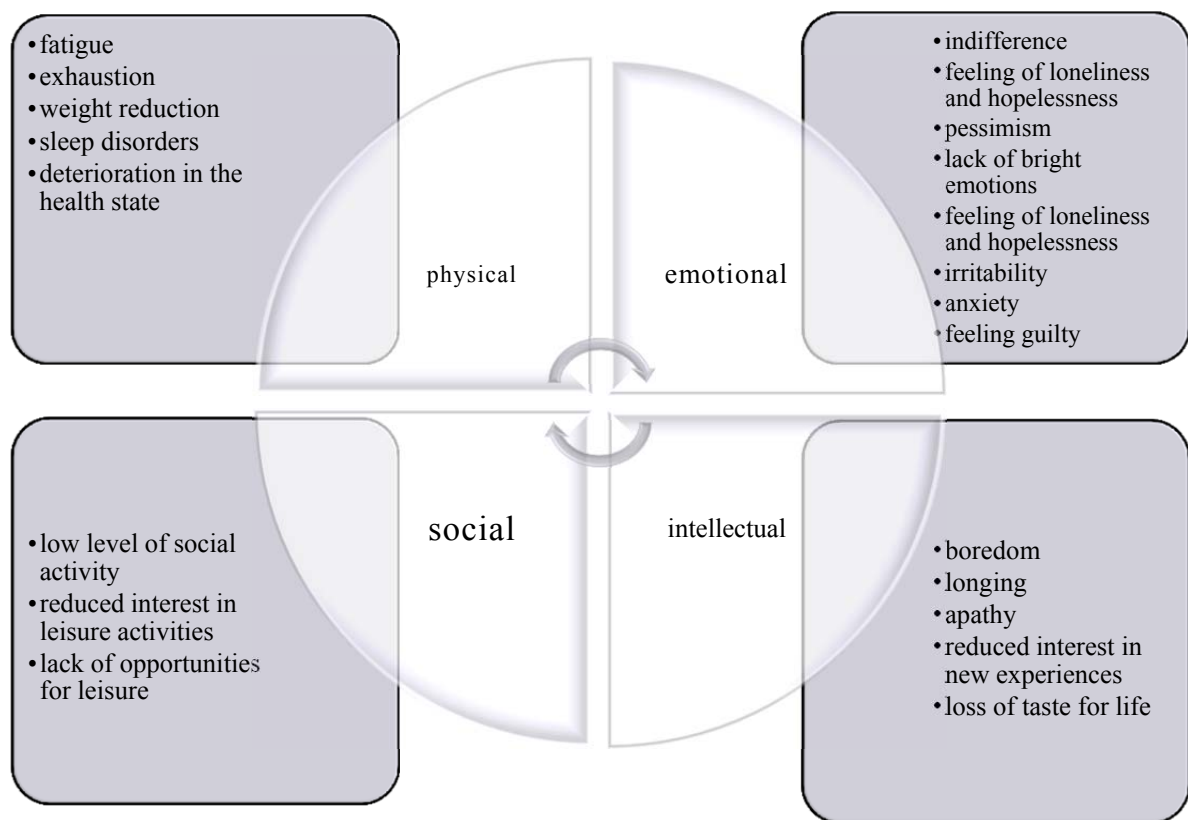 •fatigue
•exhaustion
•weight reduction
•sleep disorders
•deterioration in the
health state
physical
emotional
•indifference
•feeling of loneliness
and hopelessness
•pessimism
•lack of bright
emotions
•feeling of loneliness
and hopelessness
•irritability
•anxiety
•feeling guilty
•low level of social
activity
•reduced interest in
leisure activities
•lack of opportunities
for leisure
social
intellectual
•boredom
•longing
•apathy
•reduced interest in
new experiences
•loss of taste for life